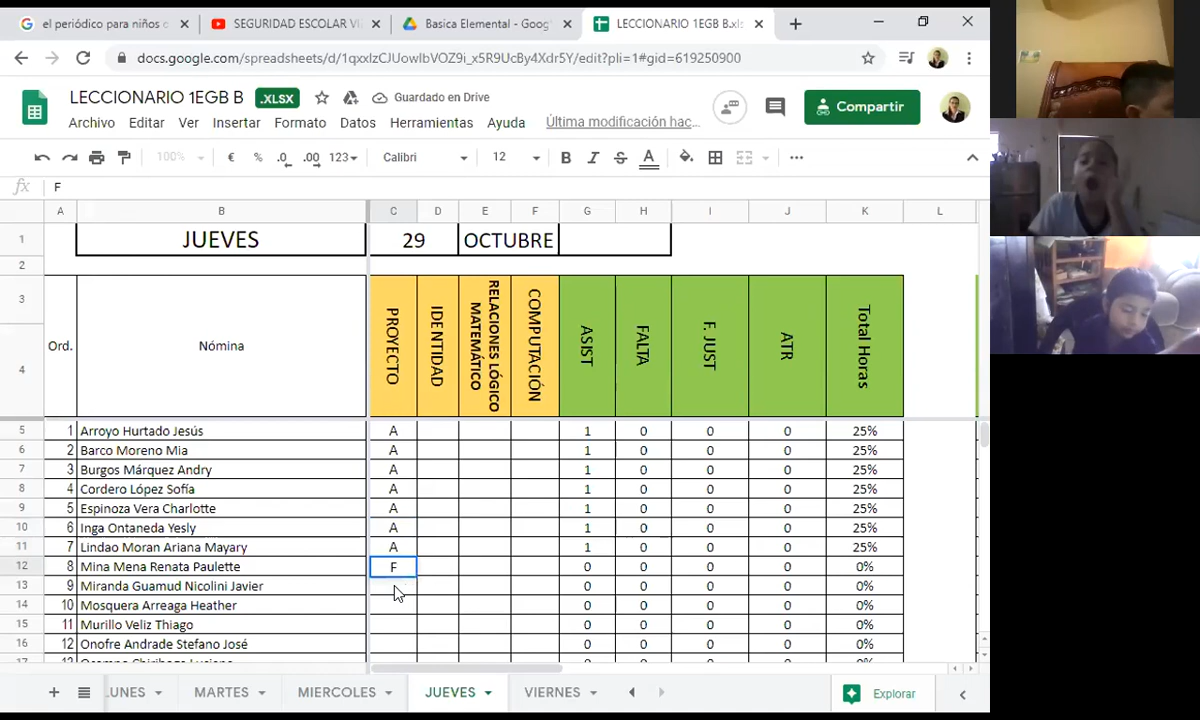 el periódico para niños
SEGURIDAD ESCOLAR VI
Basica Elemental - Goog
LECCIONARIO 1EGB B.xls
docs.google.com/spreadsheets/d/1qxxlzCJUowlbVOZ9i_x5R9UcBy4Xdr5Y/edit?pli=1#gid=619250900
LECCIONARIO 1EGB B .XLSX Guardado en Drive
Compartir
Archivo Editar Ver Insertar Formato Datos Herramientas Ayuda Última modificación hac...
100% € % .0 .00 123 Calibri 12 B I S A
fx F
A B C D E F G H I J K L
1 JUEVES 29 OCTUBRE
2
3
4
Ord. Nómina PROYECTO IDENTIDAD RELACIONES LÓGICO MATEMÁTICO COMPUTACIÓN ASIST FALTA F. JUST ATR Total Horas
5 1 Arroyo Hurtado Jesús A 1 0 0 0 25%
6 2 Barco Moreno Mia A 1 0 0 0 25%
7 3 Burgos Márquez Andry A 1 0 0 0 25%
8 4 Cordero López Sofía A 1 0 0 0 25%
9 5 Espinoza Vera Charlotte A 1 0 0 0 25%
10 6 Inga Ontaneda Yesly A 1 0 0 0 25%
11 7 Lindao Moran Ariana Mayary A 1 0 0 0 25%
12 8 Mina Mena Renata Paulette F 0 0 0 0 0%
13 9 Miranda Guamud Nicolini Javier 0 0 0 0 0%
14 10 Mosquera Arreaga Heather 0 0 0 0 0%
15 11 Murillo Veliz Thiago 0 0 0 0 0%
16 12 Onofre Andrade Stefano José 0 0 0 0 0%
17
LUNES MARTES MIERCOLES JUEVES VIERNES Explorar